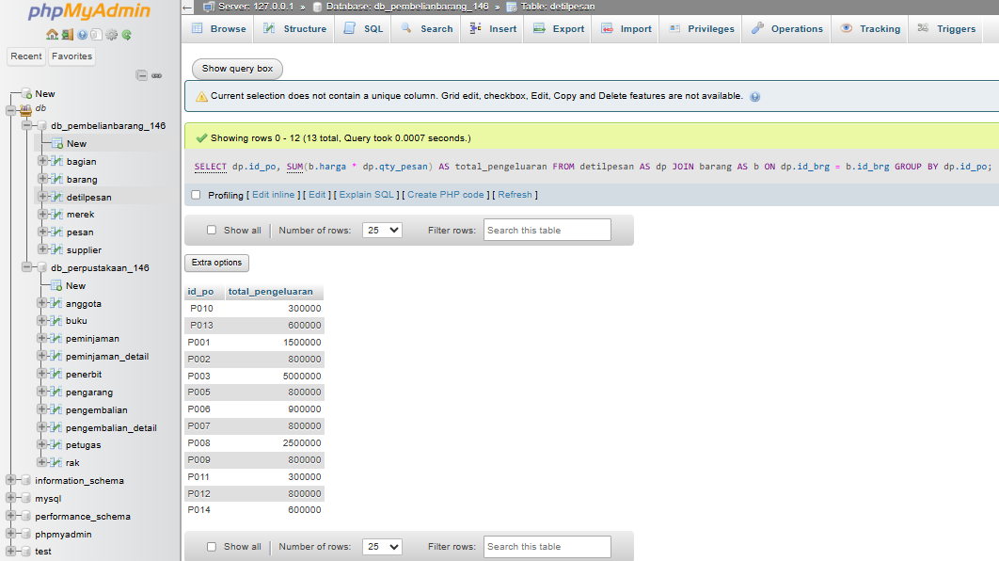 phpMyAdmin
Recent Favorites
New
db
db_pembelianbarang_146
New
bagian
barang
detilpesan
merek
pesan
supplier
db_perpustakaan_146
New
anggota
buku
peminjaman
peminjaman_detail
penerbit
pengarang
pengembalian
pengembalian_detail
petugas
rak
information_schema
mysql
performance_schema
phpmyadmin
test
Server: 127.0.0.1 » Database: db_pembelianbarang_146 » Table: detilpesan
Browse Structure SQL Search Insert Export Import Privileges Operations Tracking Triggers
Show query box
Current selection does not contain a unique column. Grid edit, checkbox, Edit, Copy and Delete features are not available.
Showing rows 0 - 12 (13 total, Query took 0.0007 seconds.)
SELECT dp.id_po, SUM(b.harga * dp.qty_pesan) AS total_pengeluaran FROM detilpesan AS dp JOIN barang AS b ON dp.id_brg = b.id_brg GROUP BY dp.id_po;
Profiling [ Edit inline ] [ Edit ] [ Explain SQL ] [ Create PHP code ] [ Refresh ]
Show all Number of rows: 25 Filter rows: Search this table
Extra options
id_po total_pengeluaran
P010 300000
P013 600000
P001 1500000
P002 800000
P003 5000000
P005 800000
P006 900000
P007 800000
P008 2500000
P009 800000
P011 300000
P012 800000
P014 600000
Show all Number of rows: 25 Filter rows: Search this table